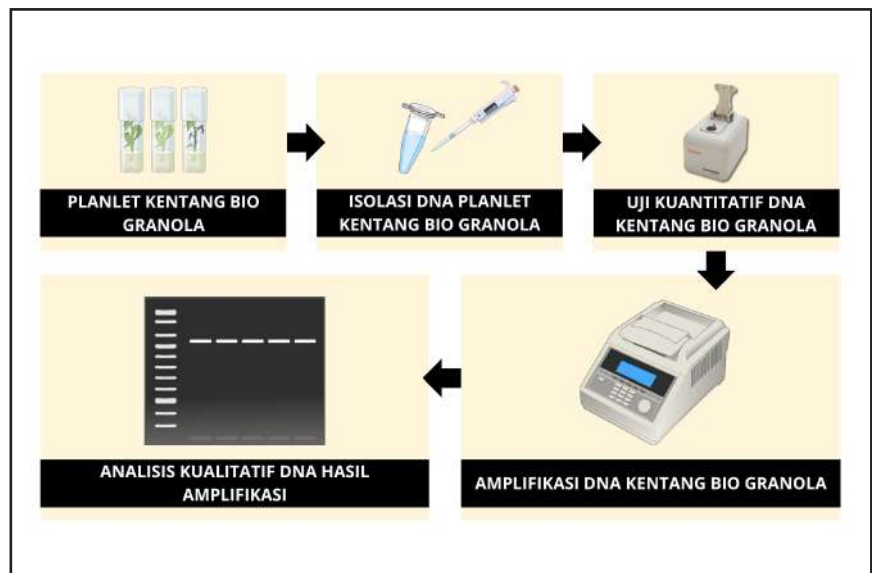 PLANLET KENTANG BIO
GRANOLA
ISOLASI DNA PLANLET
KENTANG BIO GRANOLA
UJI KUANTITATIF DNA
KENTANG BIO GRANOLA
AMPLIFIKASI DNA KENTANG BIO GRANOLA
ANALISIS KUALITATIF DNA HASIL
AMPLIFIKASI